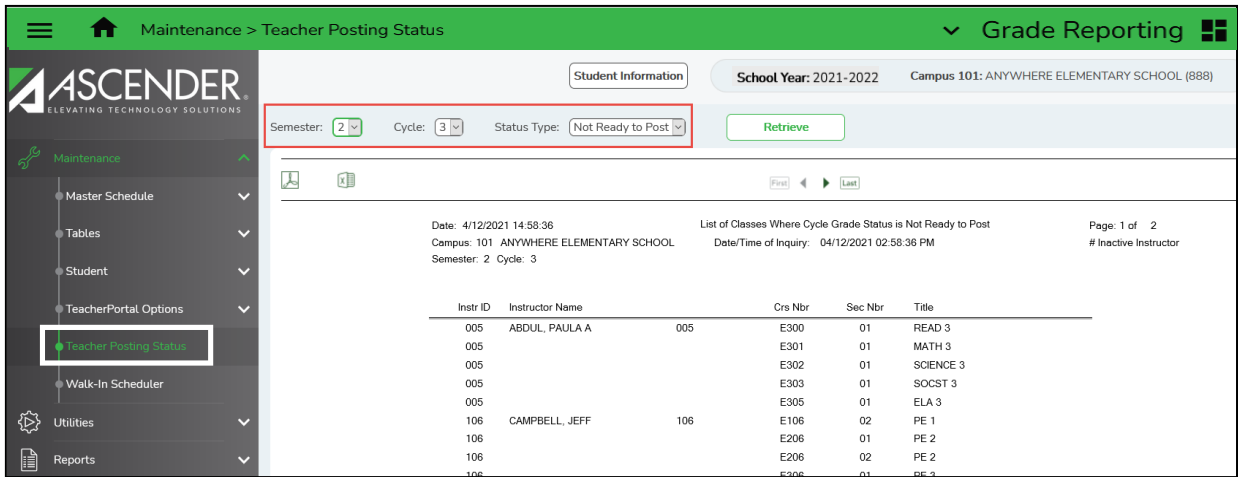 Maintenance > Teacher Posting Status
Grade Reporting
ASCENDER.
ELEVATING TECHNOLOGY SOLUTIONS
Student Information
School Year: 2021-2022
Campus 101: ANYWHERE ELEMENTARY SCHOOL (888)
Semester: 2 Cycle: 3 Status Type: Not Ready to Post Retrieve
Maintenance
Master Schedule
Tables
Student
TeacherPortal Options
Teacher Posting Status
Walk-In Scheduler
Utilities
Reports
First Last
Date: 4/12/2021 14:58:36 List of Classes Where Cycle Grade Status is Not Ready to Post Page: 1 of 2
Campus: 101 ANYWHERE ELEMENTARY SCHOOL Date/Time of Inquiry: 04/12/2021 02:58:36 PM # Inactive Instructor
Semester: 2 Cycle: 3
Instr ID Instructor Name Crs Nbr Sec Nbr Title
005 ABDUL, PAULA A 005 E300 01 READ 3
005 E301 01 MATH 3
005 E302 01 SCIENCE 3
005 E303 01 SOCST 3
005 E305 01 ELA 3
106 CAMPBELL, JEFF 106 E106 02 PE 1
106 E206 01 PE 2
106 E206 02 PE 2
106 E306 01 PE 3